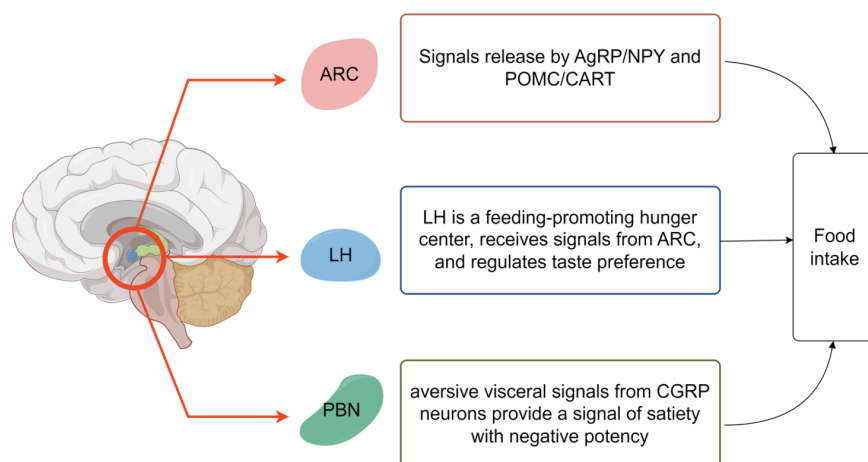 ARC
Signals release by AgRP/NPY and
POMC/CART
LH
LH is a feeding-promoting hunger
center, receives signals from ARC,
and regulates taste preference
Food
intake
PBN
aversive visceral signals from CGRP
neurons provide a signal of satiety
with negative potency